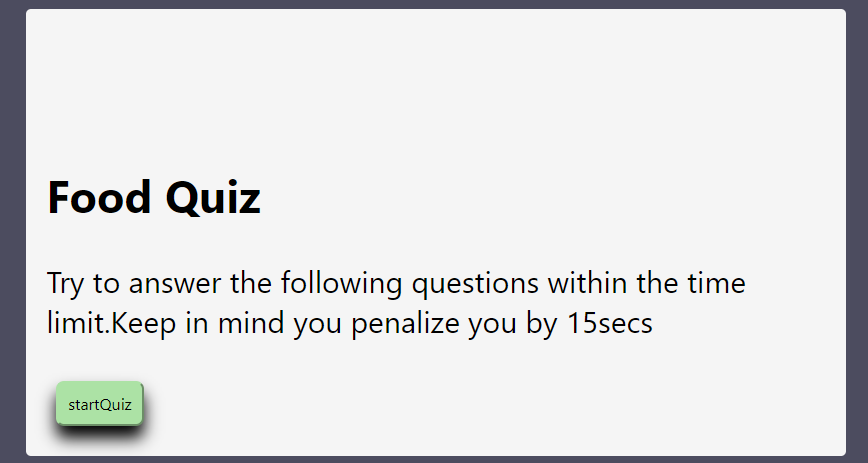 Food Quiz
Try to answer the following questions within the time
limit.Keep in mind you penalize you by 15secs
startQuiz